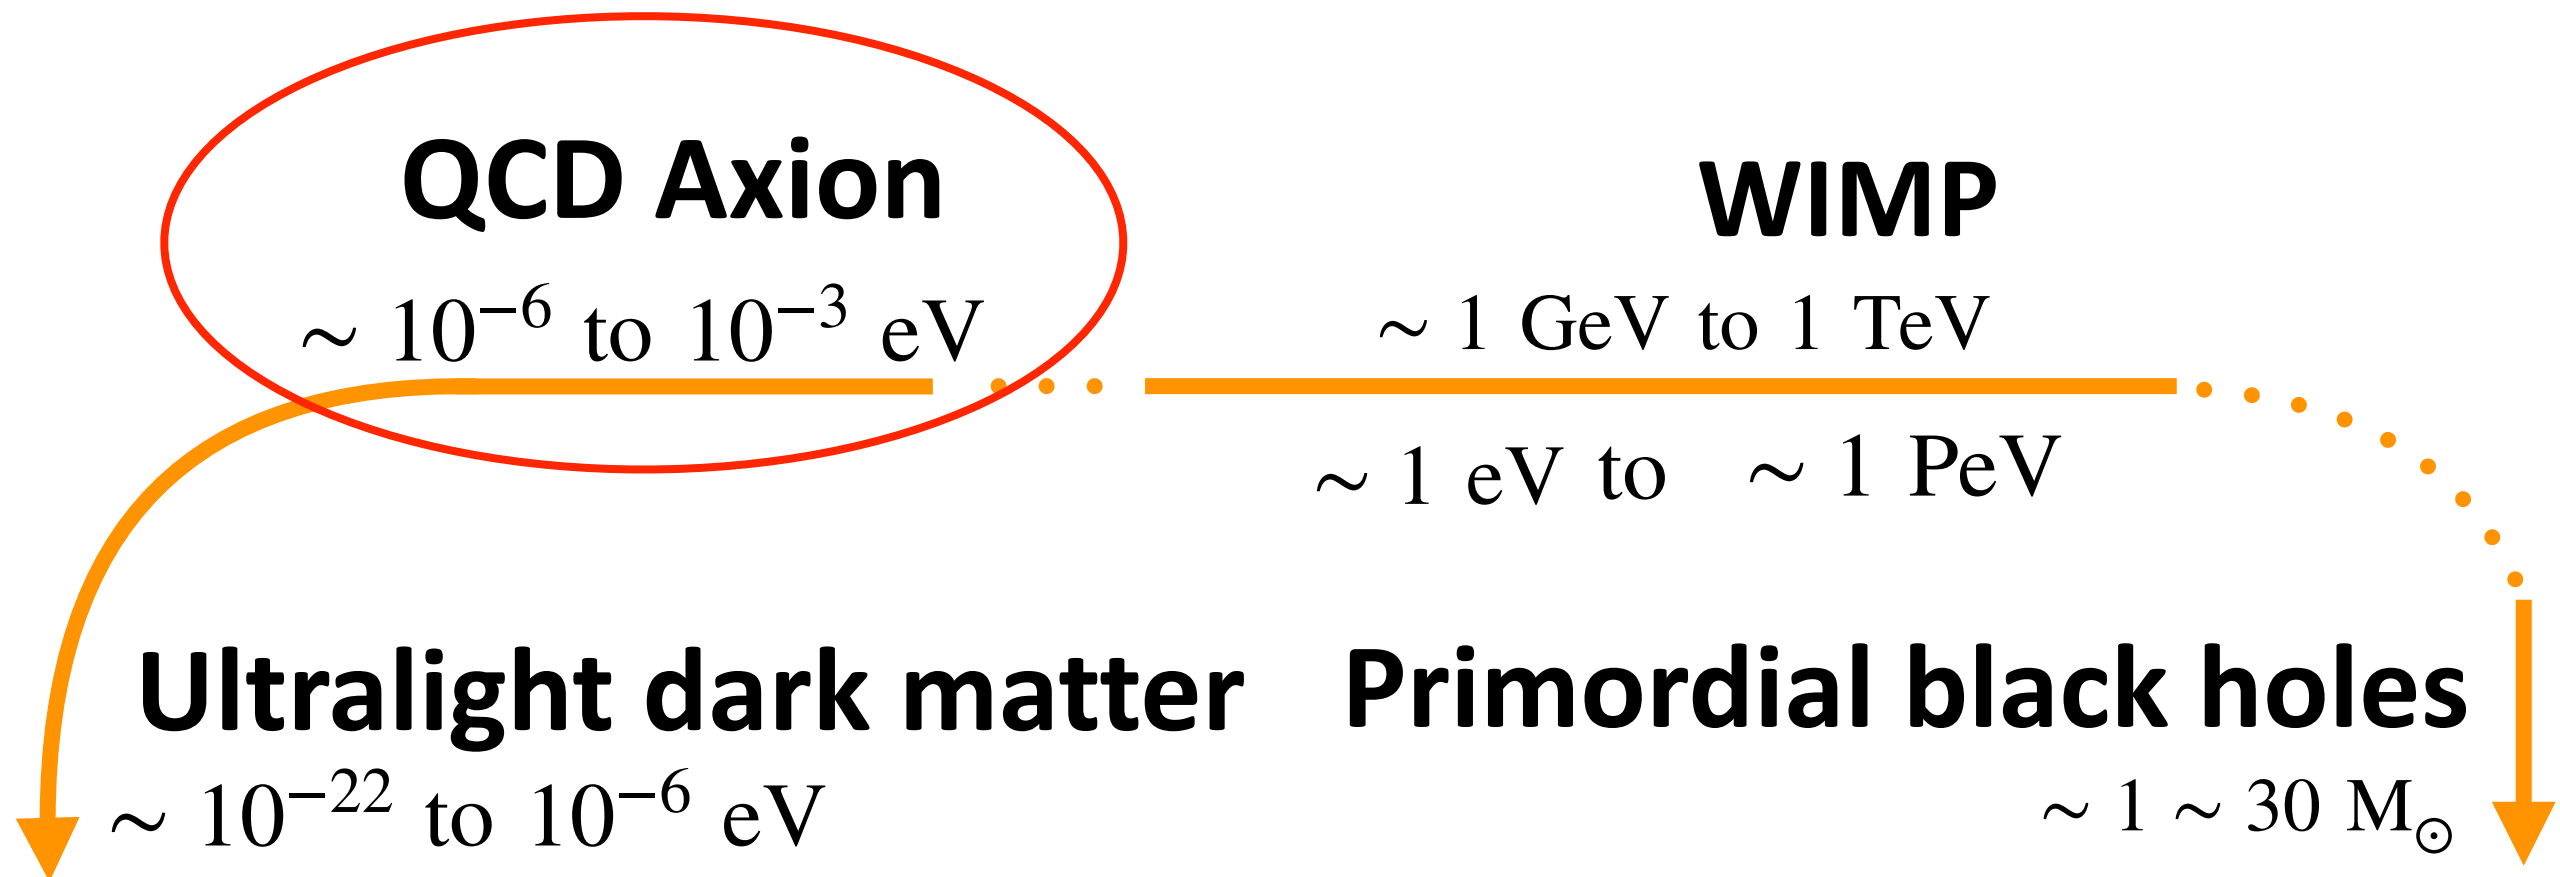 QCD Axion
~ 10⁻⁶ to 10⁻³ eV
WIMP
~ 1 GeV to 1 TeV
~ 1 eV to ~ 1 PeV
Ultralight dark matter
~ 10⁻²² to 10⁻⁶ eV
Primordial black holes
~ 1 ~ 30 M☉